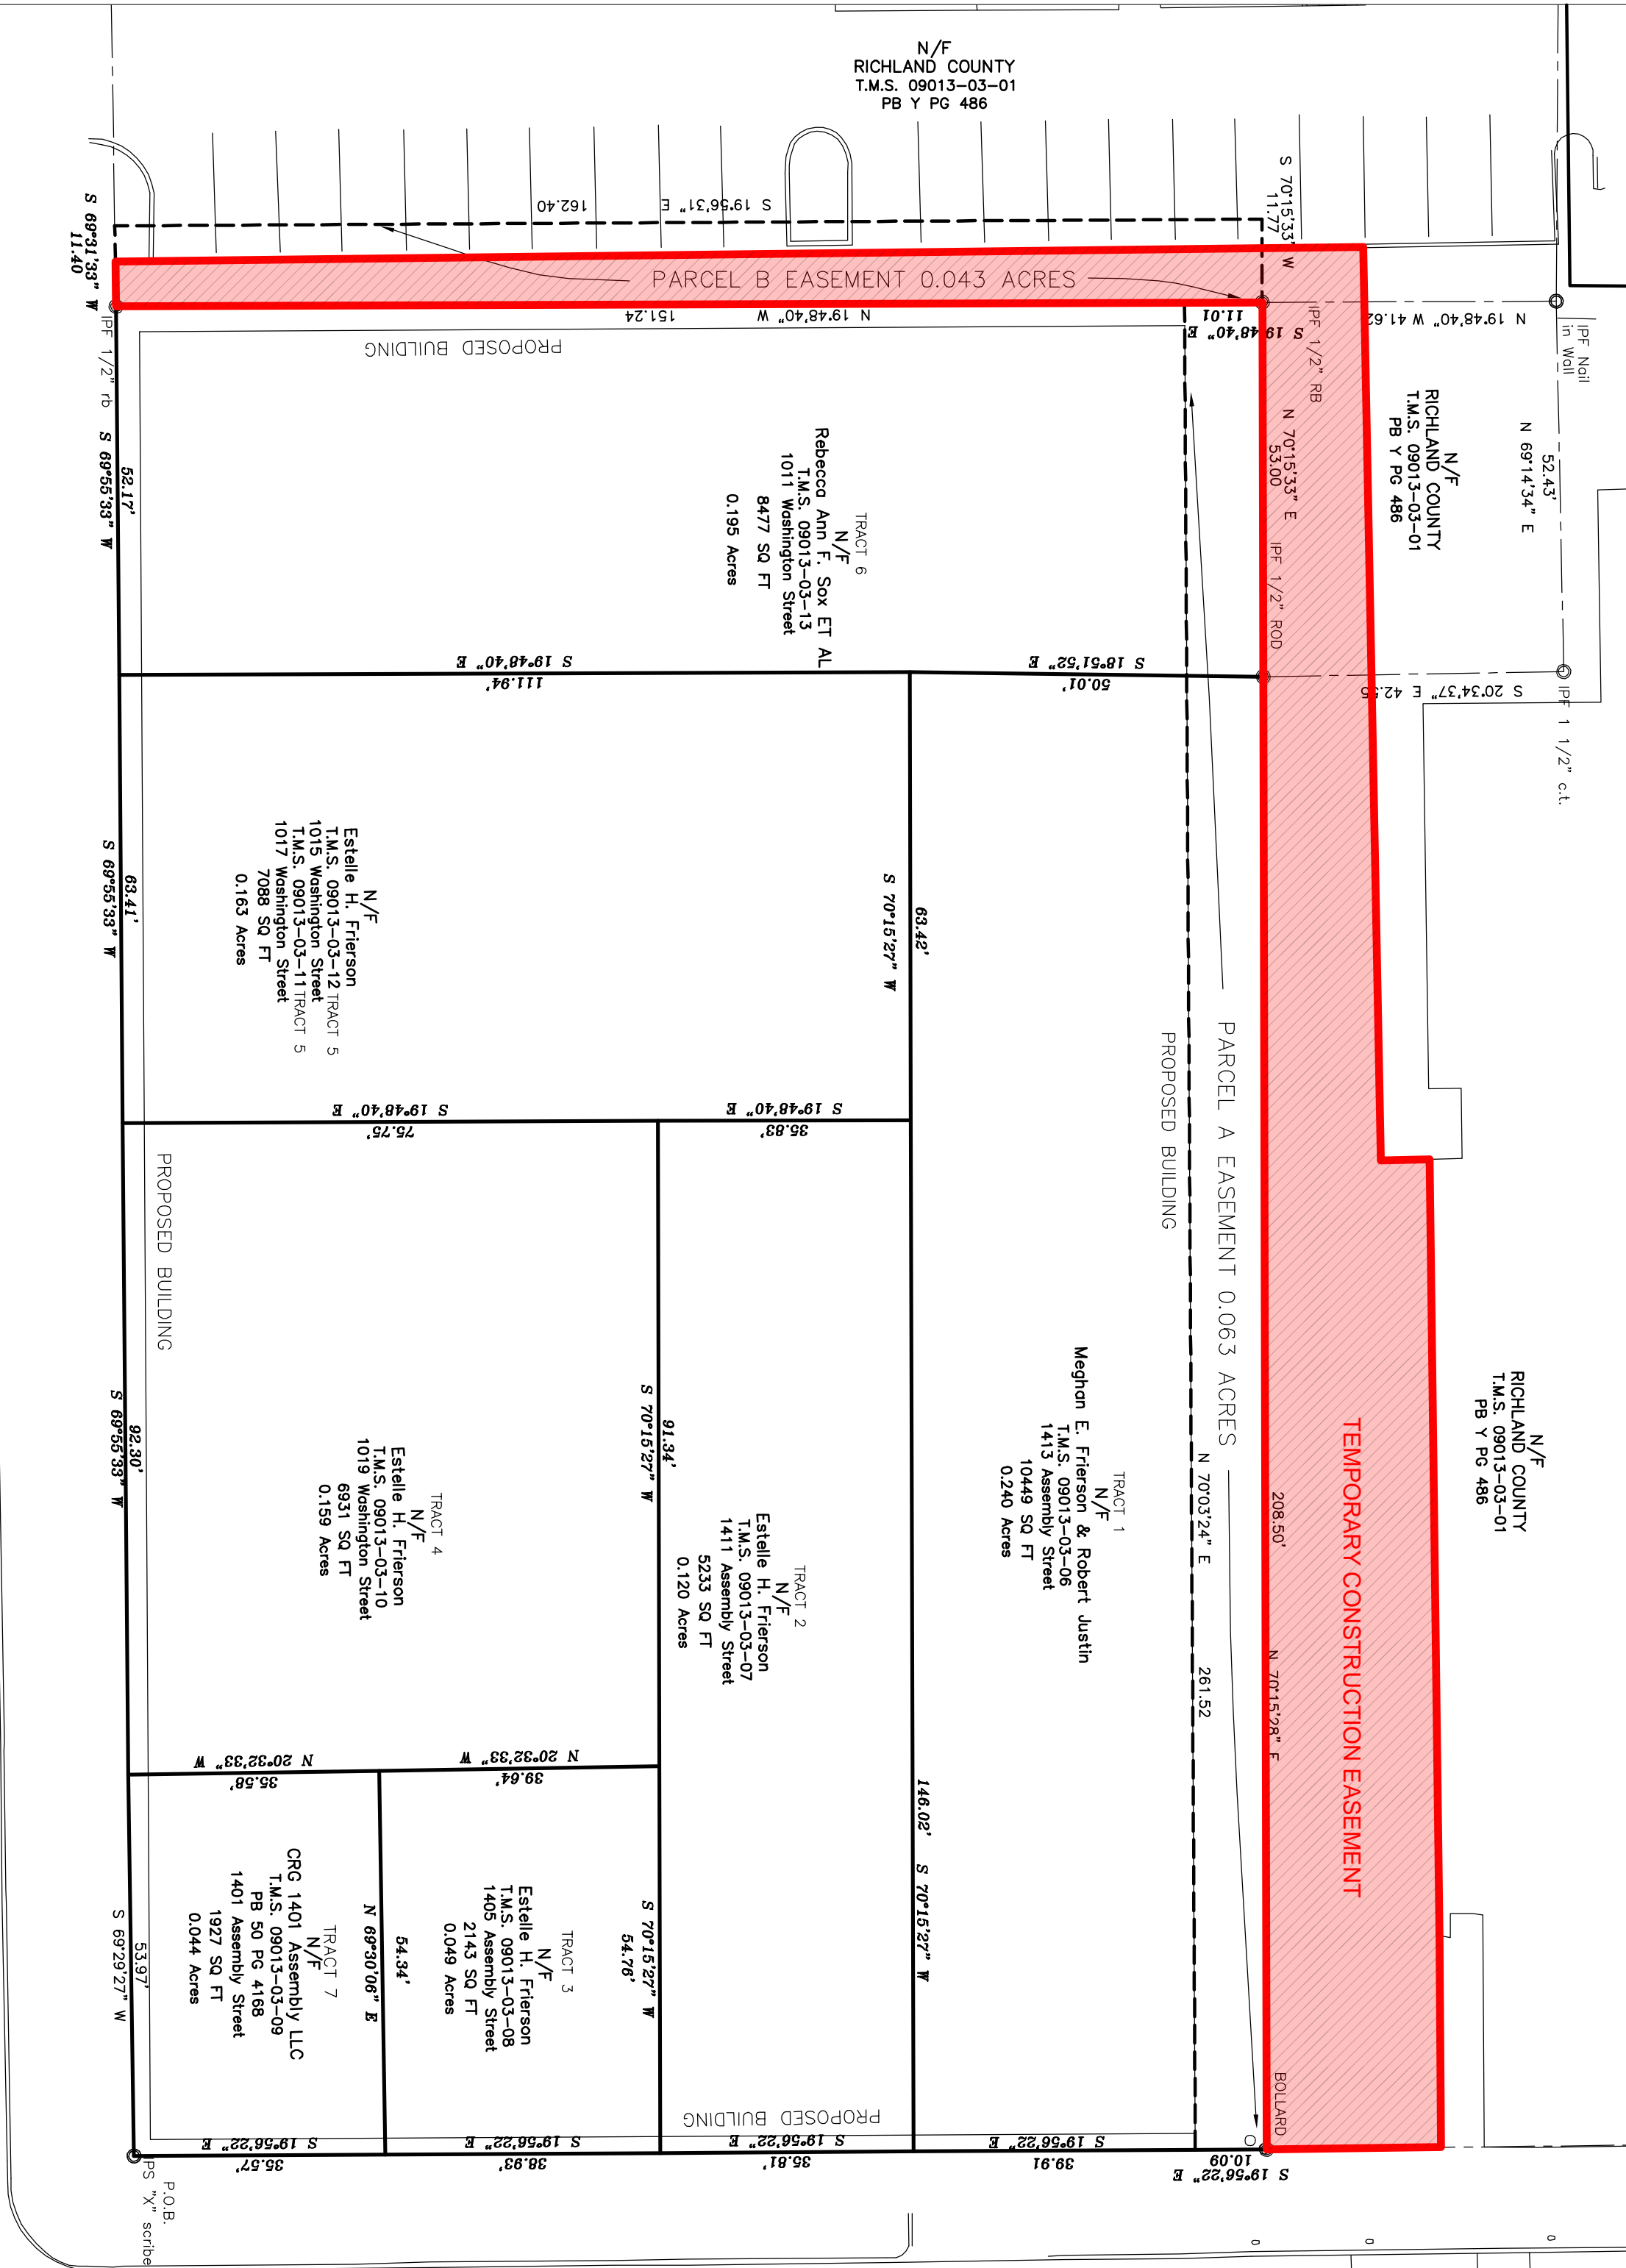 N/F
RICHLAND COUNTY
T.M.S. 09013-03-01
PB Y PG 486
S 70°15'33" W
11.77
S 19°56'31" E 162.40
S 69°31'33" W
11.40
PARCEL B EASEMENT 0.043 ACRES
N 19°48'40" W 151.24
11.01
S 19°48'40" E
IPF 1/2" RB
N 19°48'40" W 41.62
IPF Nail
in Wall
IPF 1/2" rb
PROPOSED BUILDING
N/F
RICHLAND COUNTY
T.M.S. 09013-03-01
PB Y PG 486
52.43'
N 69°14'34" E
N 70°15'33" E
53.00
IPF 1/2" ROD
TRACT 6
N/F
Rebecca Ann F. Sox ET AL
T.M.S. 09013-03-13
1011 Washington Street
8477 SQ FT
0.195 Acres
52.17'
S 69°55'33" W
S 19°48'40" E
111.94'
S 18°51'52" E
50.01'
S 20°34'37" E 42.56
IPF 1 1/2" c.t.
N/F
Estelle H. Frierson
T.M.S. 09013-03-12 TRACT 5
1015 Washington Street
T.M.S. 09013-03-11 TRACT 5
1017 Washington Street
7088 SQ FT
0.163 Acres
63.41'
S 69°55'33" W
63.42'
S 70°15'27" W
PARCEL A EASEMENT 0.063 ACRES
PROPOSED BUILDING
S 19°48'40" E
75.75'
S 19°48'40" E
35.83'
PROPOSED BUILDING
N/F
RICHLAND COUNTY
T.M.S. 09013-03-01
PB Y PG 486
TEMPORARY CONSTRUCTION EASEMENT
208.50'
N 70°15'28" E
N 70°03'24" E 261.52
TRACT 1
N/F
Meghan E. Frierson & Robert Justin
T.M.S. 09013-03-06
1413 Assembly Street
10449 SQ FT
0.240 Acres
146.02' S 70°15'27" W
TRACT 2
N/F
Estelle H. Frierson
T.M.S. 09013-03-07
1411 Assembly Street
5233 SQ FT
0.120 Acres
91.34'
S 70°15'27" W
TRACT 4
N/F
Estelle H. Frierson
T.M.S. 09013-03-10
1019 Washington Street
6931 SQ FT
0.159 Acres
92.30'
S 69°55'33" W
N 20°32'33" W
35.58'
N 20°32'33" W
39.64'
S 70°15'27" W
54.76'
TRACT 3
N/F
Estelle H. Frierson
T.M.S. 09013-03-08
1405 Assembly Street
2143 SQ FT
0.049 Acres
54.34'
N 69°30'06" E
TRACT 7
N/F
CRG 1401 Assembly LLC
T.M.S. 09013-03-09
PB 50 PG 4168
1401 Assembly Street
1927 SQ FT
0.044 Acres
53.97'
S 69°29'27" W
PROPOSED BUILDING
BOLLARD
S 19°56'22" E
35.57'
S 19°56'22" E
38.93'
S 19°56'22" E
35.81'
S 19°56'22" E
39.91
10.09
S 19°56'22" E
P.O.B.
PS "X" scribe